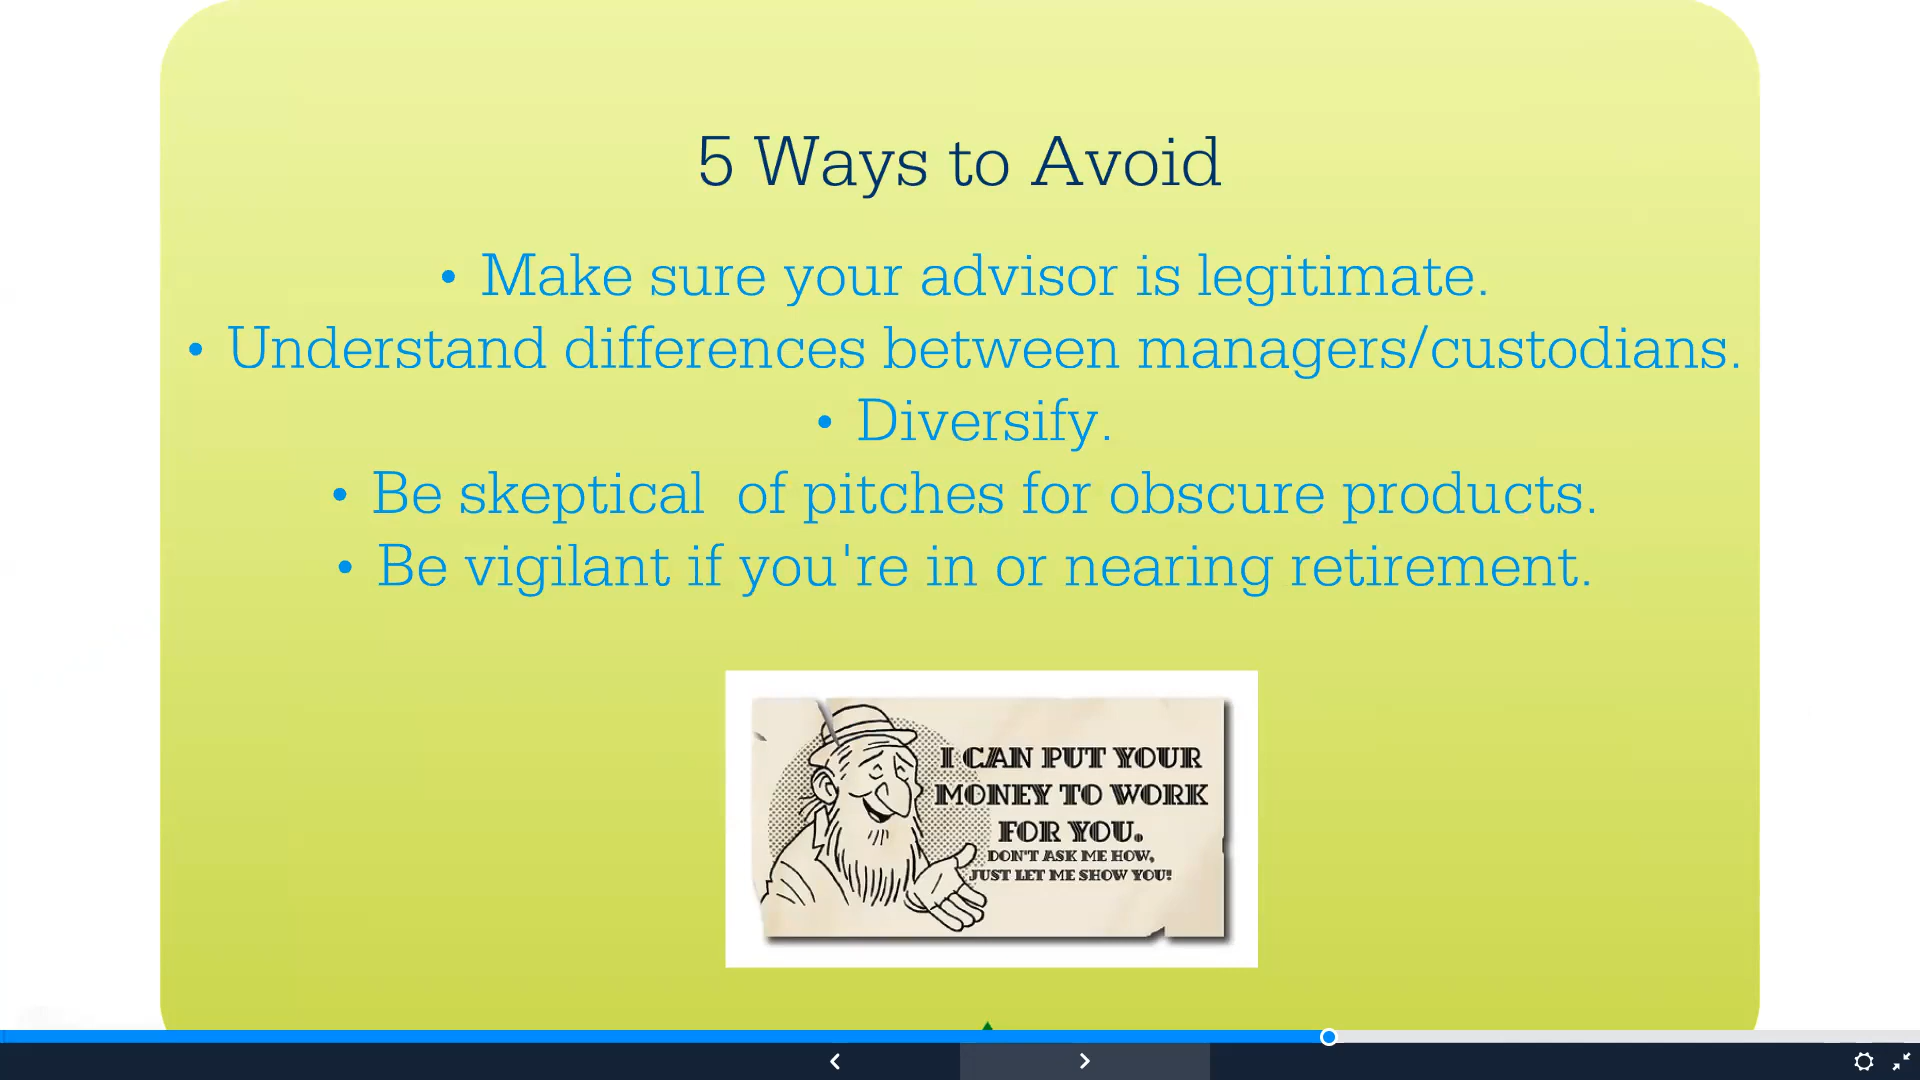 5 Ways to Avoid
• Make sure your advisor is legitimate.
• Understand differences between managers/custodians.
• Diversify.
• Be skeptical  of pitches for obscure products.
• Be vigilant if you're in or nearing retirement.
I CAN PUT YOUR
MONEY TO WORK
FOR YOU.
DON'T ASK ME HOW,
JUST LET ME SHOW YOU!